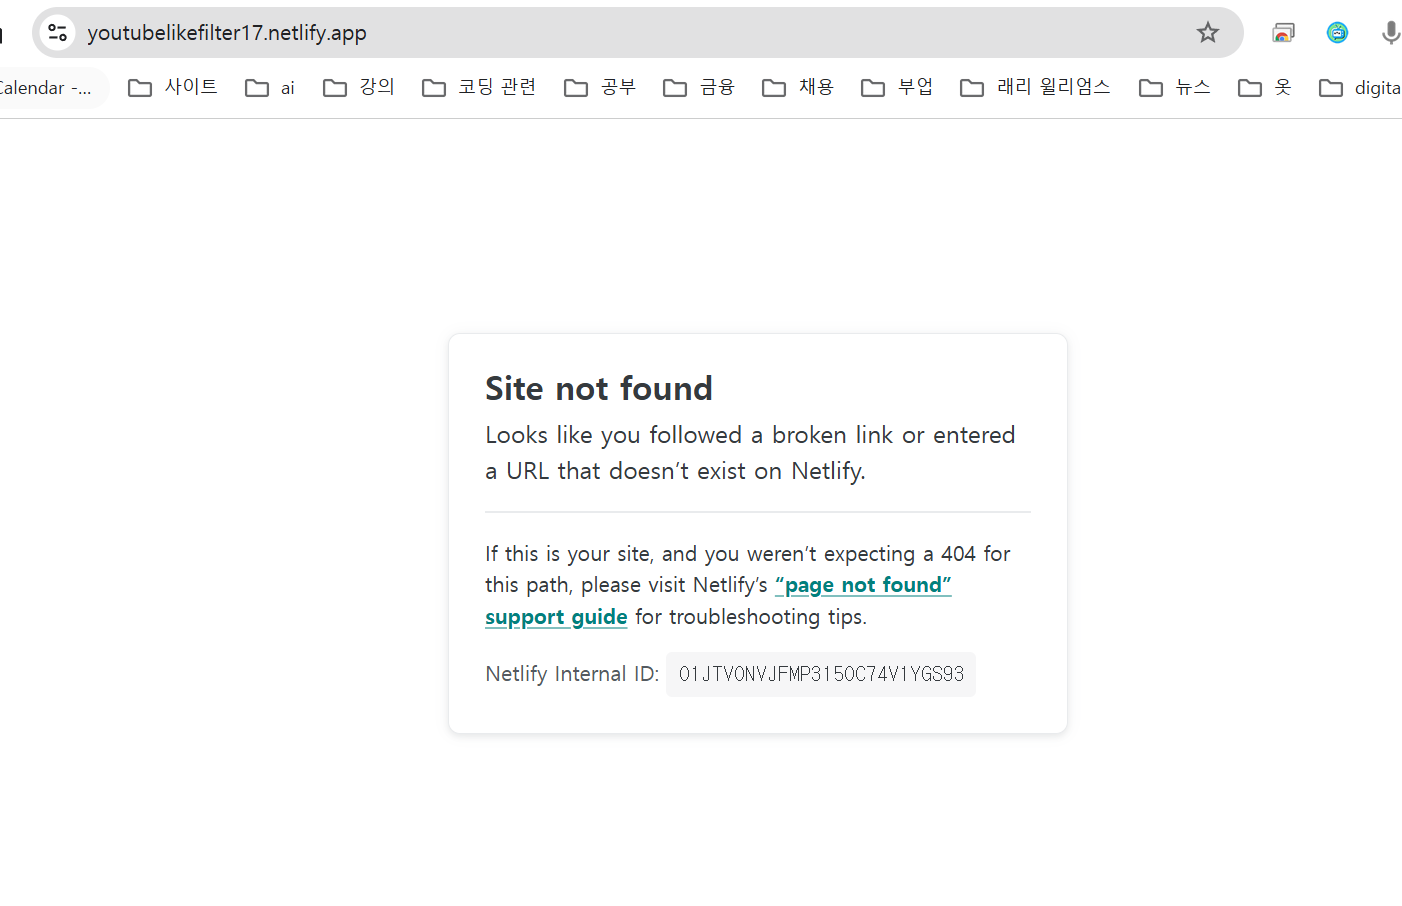 youtubelikefilter17.netlify.app
Calendar -...
사이트
ai
강의
코딩 관련
공부
금융
채용
부업
래리 윌리엄스
뉴스
옷
digita
Site not found
Looks like you followed a broken link or entered
a URL that doesn’t exist on Netlify.
If this is your site, and you weren’t expecting a 404 for
this path, please visit Netlify’s “page not found”
support guide for troubleshooting tips.
Netlify Internal ID: 01JTV0NVJFMP3150C74V1YGS93